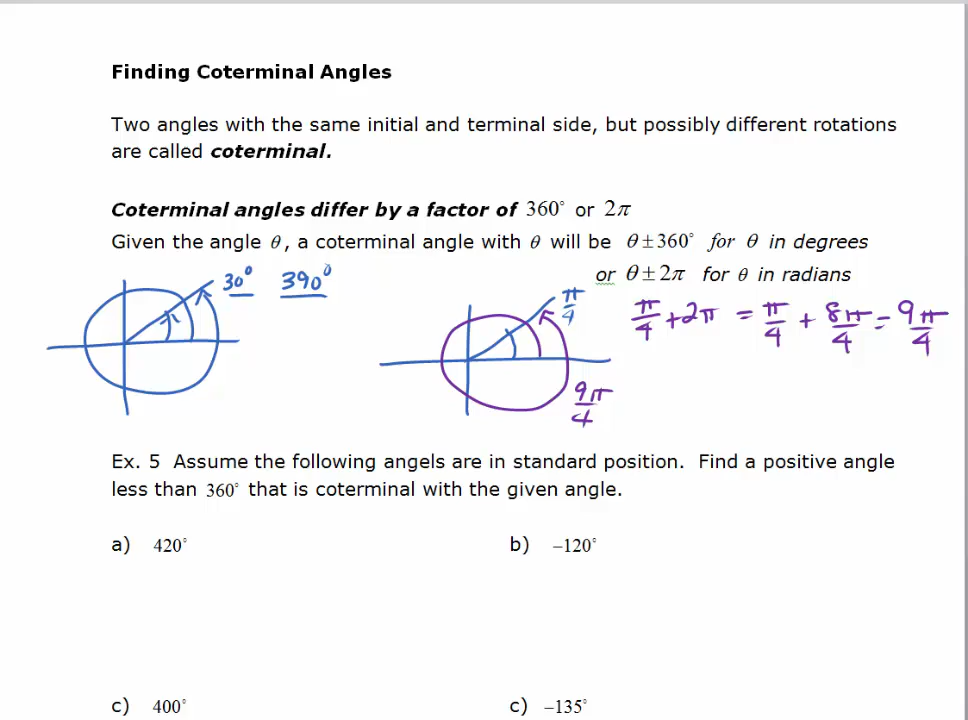 Finding Coterminal Angles
Two angles with the same initial and terminal side, but possibly different rotations
are called coterminal.
Coterminal angles differ by a factor of 360° or 2π
Given the angle θ, a coterminal angle with θ will be θ±360° for θ in degrees
or θ±2π for θ in radians
30° 390°
π/4
π/4 + 2π = π/4 + 8π/4 = 9π/4
9π/4
Ex. 5 Assume the following angels are in standard position. Find a positive angle
less than 360° that is coterminal with the given angle.
a) 420° b) −120°
c) 400° c) −135°